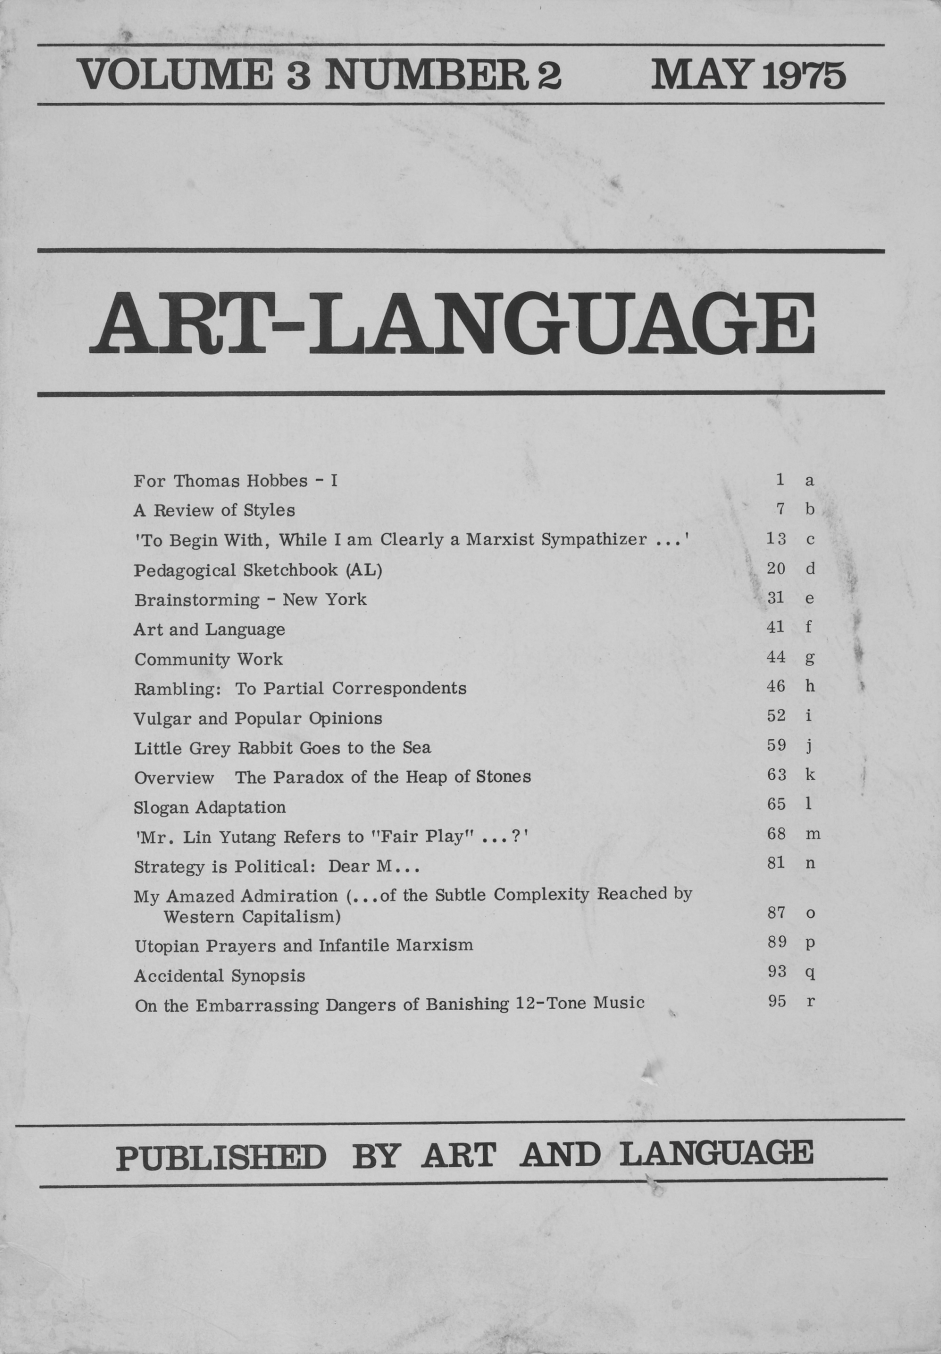 VOLUME 3 NUMBER 2 MAY 1975
ART-LANGUAGE
For Thomas Hobbes - I 1 a
A Review of Styles 7 b
'To Begin With, While I am Clearly a Marxist Sympathizer ...' 13 c
Pedagogical Sketchbook (AL) 20 d
Brainstorming - New York 31 e
Art and Language 41 f
Community Work 44 g
Rambling: To Partial Correspondents 46 h
Vulgar and Popular Opinions 52 i
Little Grey Rabbit Goes to the Sea 59 j
Overview The Paradox of the Heap of Stones 63 k
Slogan Adaptation 65 l
'Mr. Lin Yutang Refers to "Fair Play" ...?' 68 m
Strategy is Political: Dear M... 81 n
My Amazed Admiration (...of the Subtle Complexity Reached by
Western Capitalism) 87 o
Utopian Prayers and Infantile Marxism 89 p
Accidental Synopsis 93 q
On the Embarrassing Dangers of Banishing 12-Tone Music 95 r
PUBLISHED BY ART AND LANGUAGE